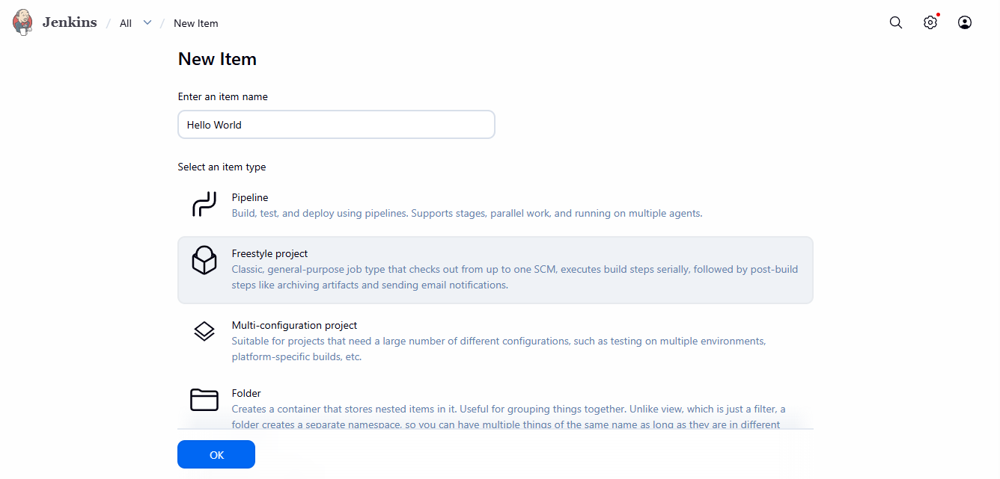 Jenkins / All / New Item
New Item
Enter an item name
Hello World
Select an item type
Pipeline
Build, test, and deploy using pipelines. Supports stages, parallel work, and running on multiple agents.
Freestyle project
Classic, general-purpose job type that checks out from up to one SCM, executes build steps serially, followed by post-build
steps like archiving artifacts and sending email notifications.
Multi-configuration project
Suitable for projects that need a large number of different configurations, such as testing on multiple environments,
platform-specific builds, etc.
Folder
Creates a container that stores nested items in it. Useful for grouping things together. Unlike view, which is just a filter, a
folder creates a separate namespace, so you can have multiple things of the same name as long as they are in different
OK